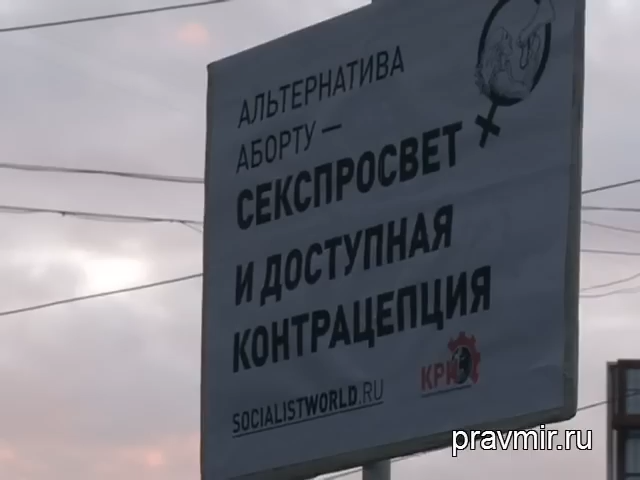 АЛЬТЕРНАТИВА
АБОРТУ —
СЕКСПРОСВЕТ
И ДОСТУПНАЯ
КОНТРАЦЕПЦИЯ
SOCIALISTWORLD.RU
КРИ
pravmir.ru